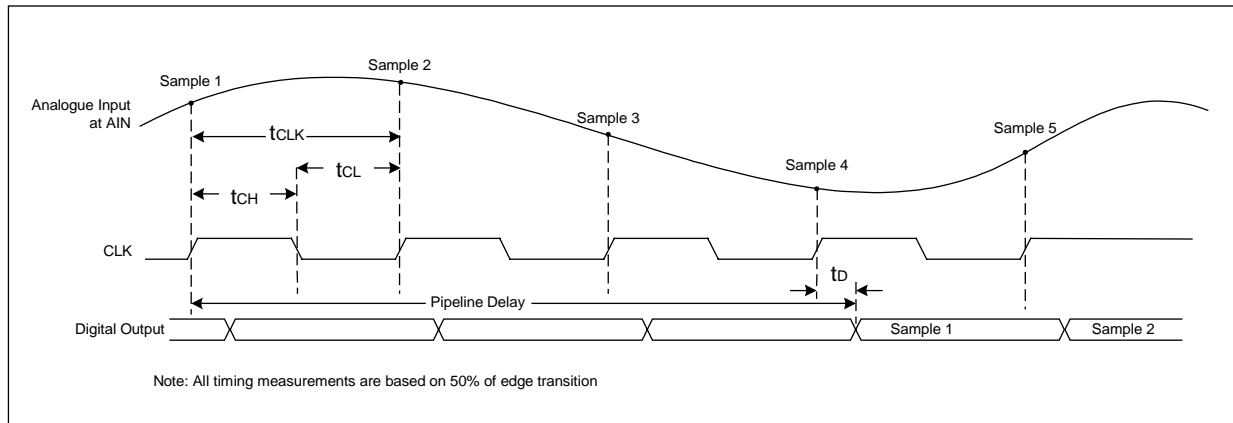 Sample 1
Sample 2
Sample 3
Sample 4
Sample 5
Analogue Input
at AIN
tCLK
tCL
tCH
CLK
tD
Pipeline Delay
Digital Output
Sample 1
Sample 2
Note: All timing measurements are based on 50% of edge transition